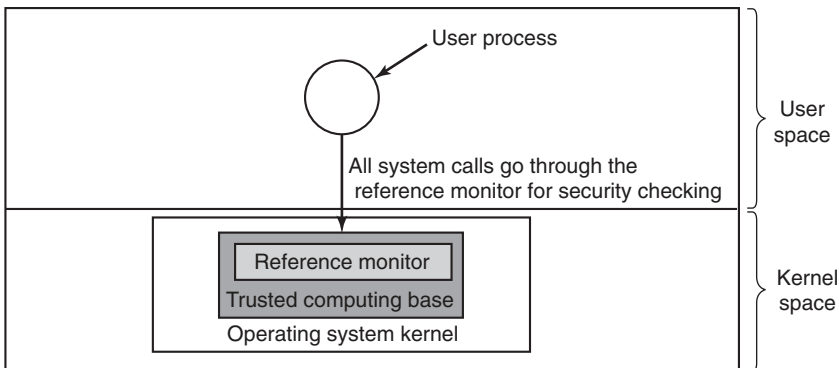 User process
User
space
All system calls go through the
reference monitor for security checking
Reference monitor
Trusted computing base
Operating system kernel
Kernel
space